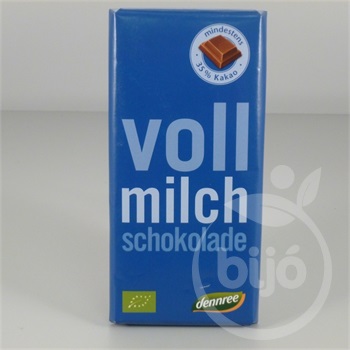 mindestens
35% Kakao
voll
milch
schokolade
bijó
dennree